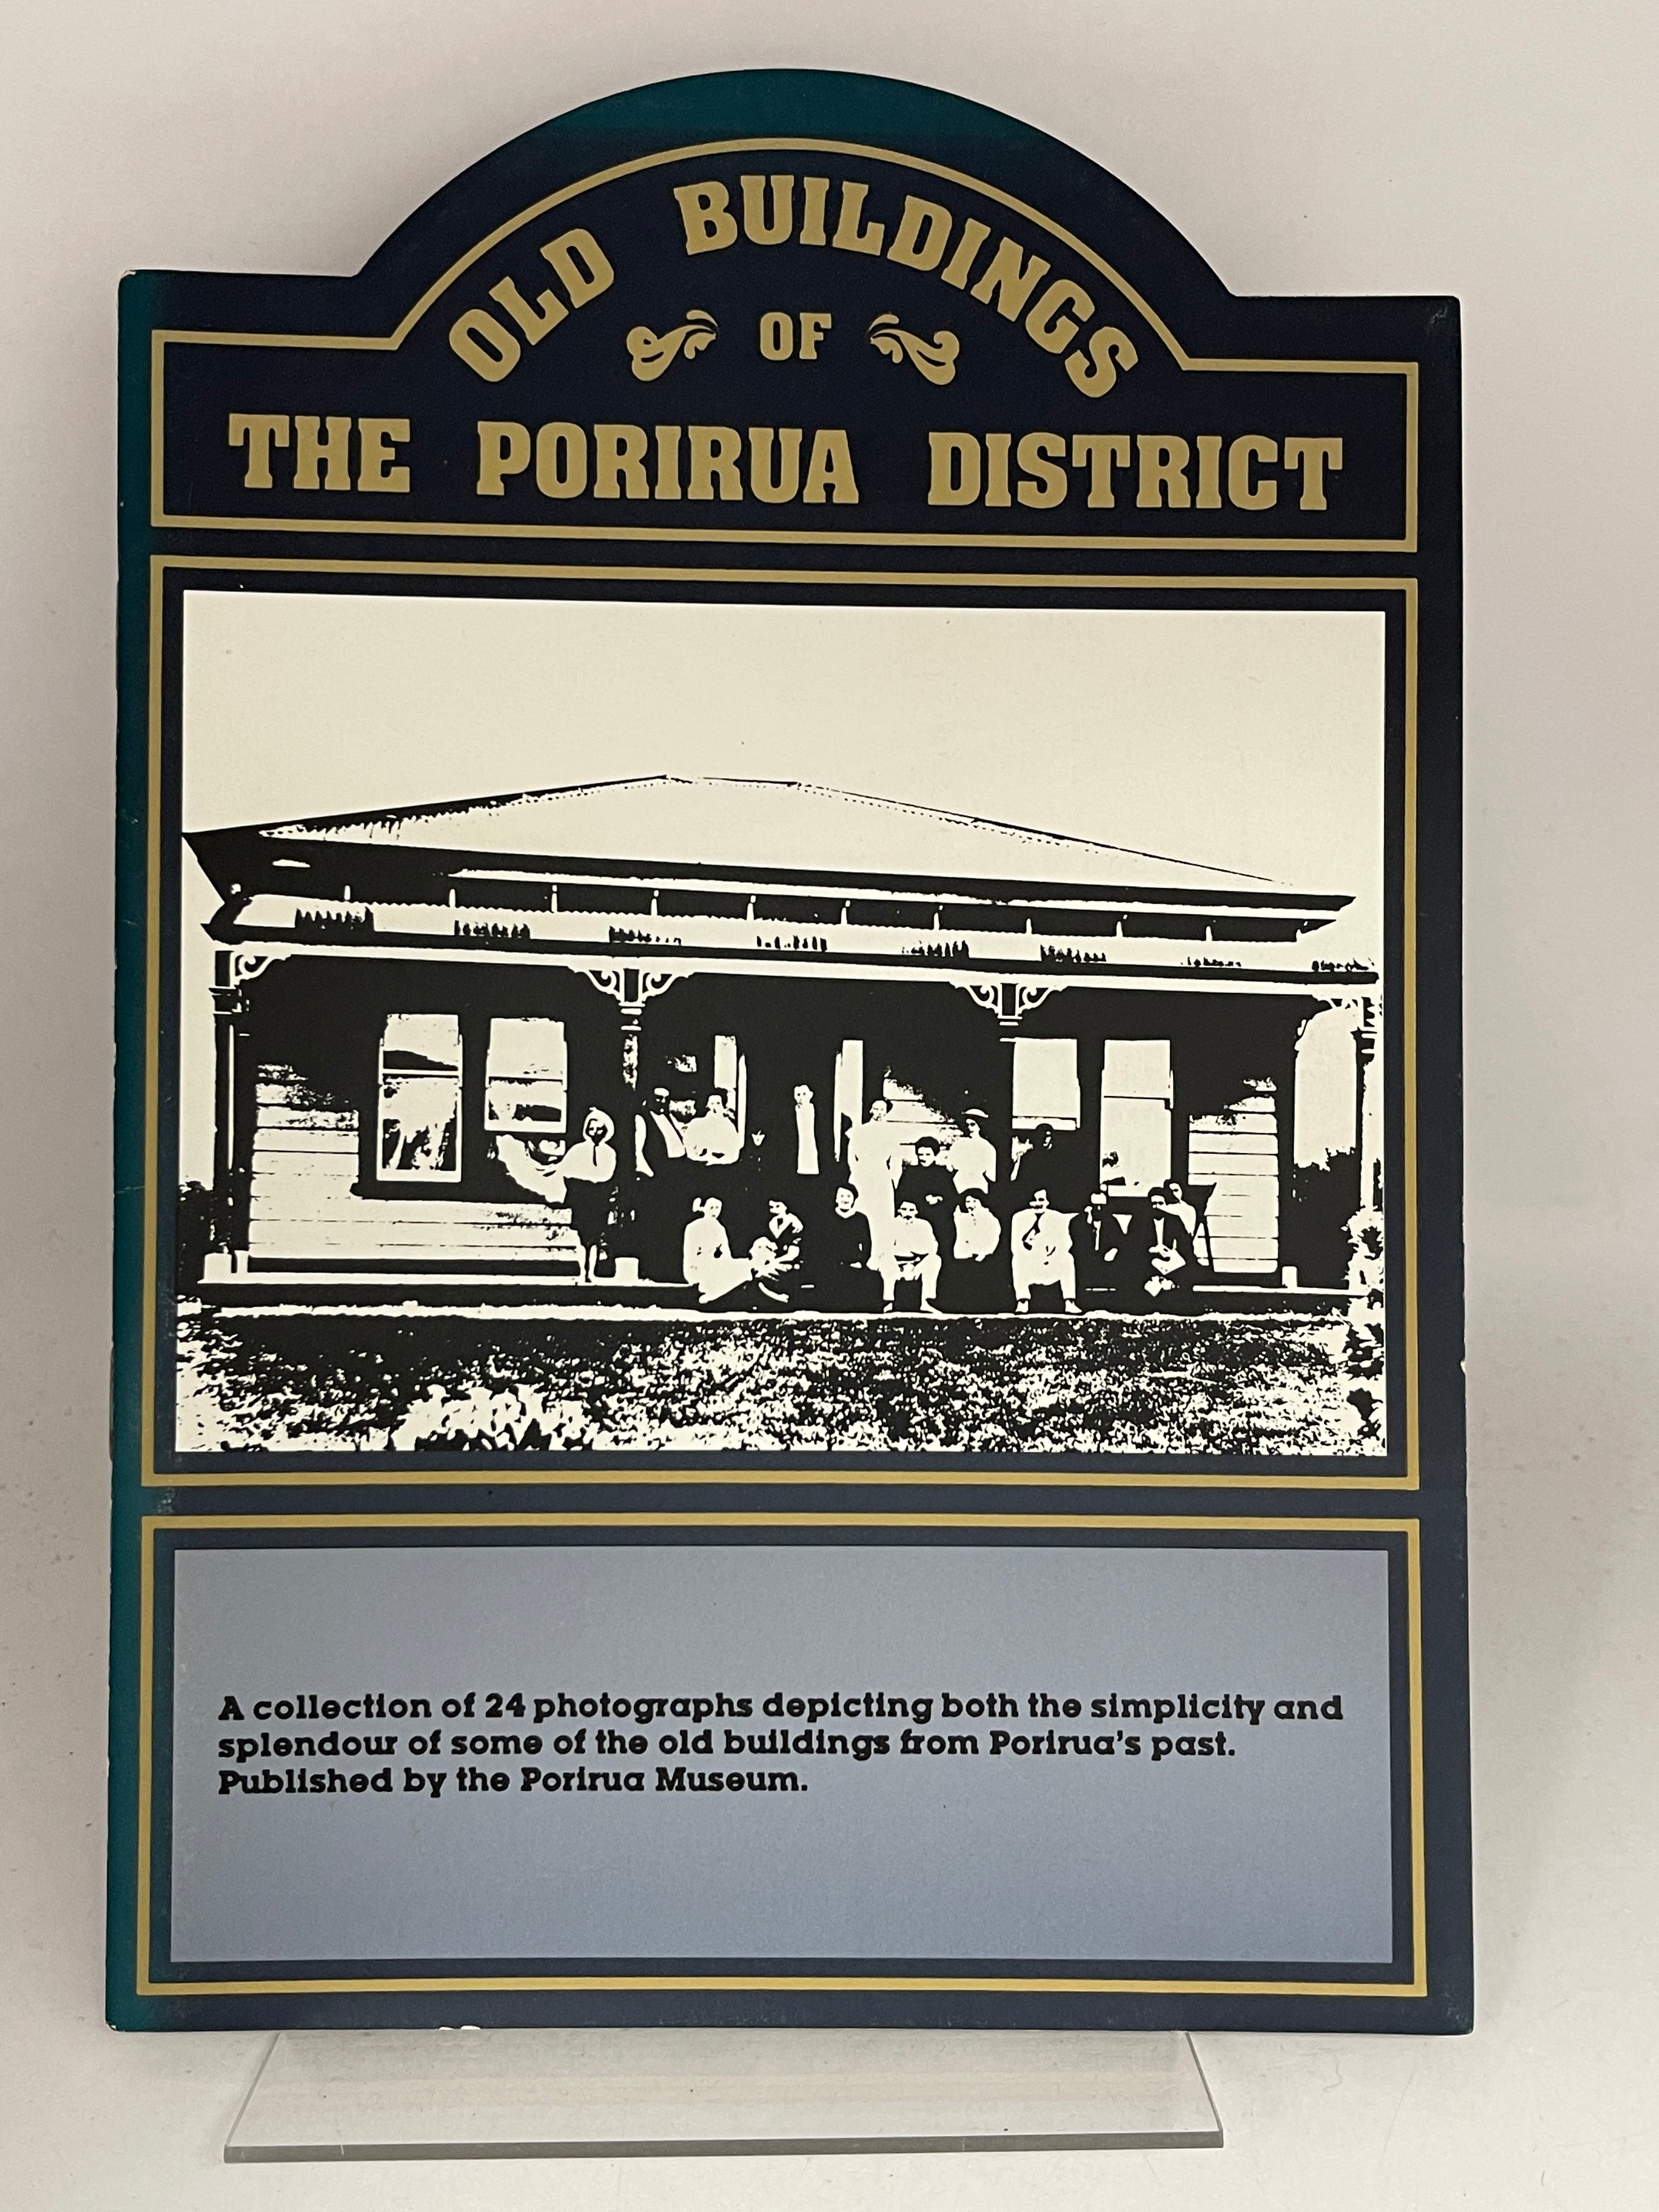 OLD BUILDINGS
OF
THE PORIRUA DISTRICT
A collection of 24 photographs depicting both the simplicity and
splendour of some of the old buildings from Porirua's past.
Published by the Porirua Museum.